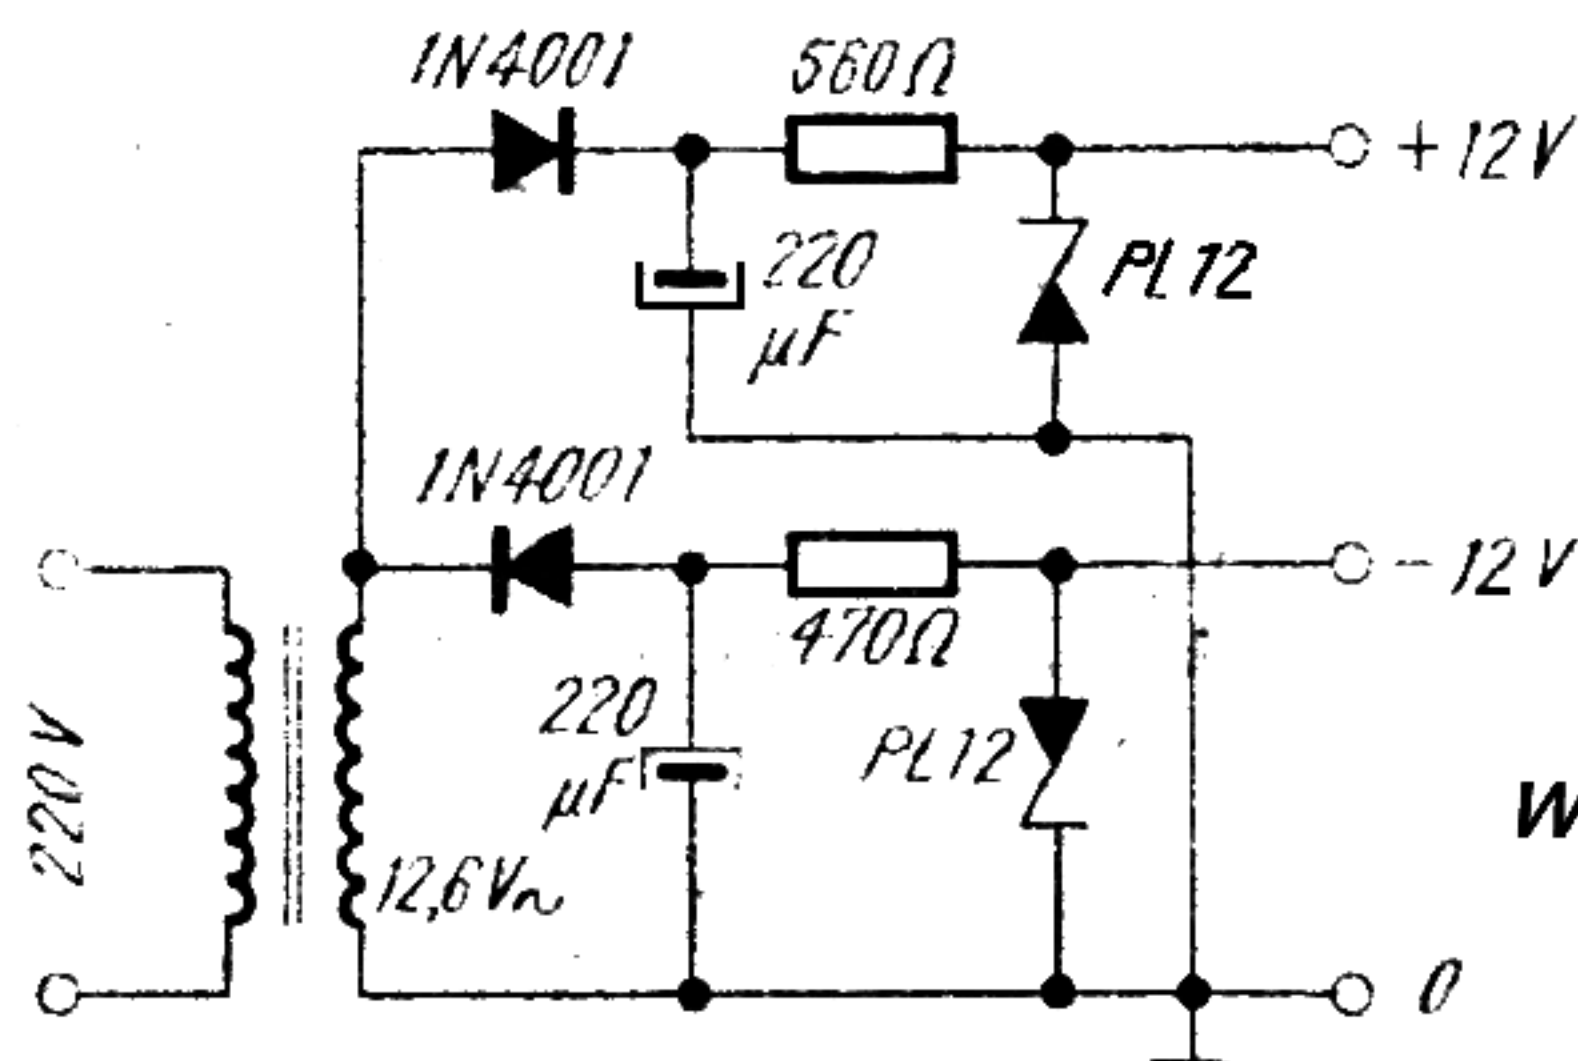 1N4001
560Ω
+12V
220
µF
PL12
1N4001
-12V
470Ω
220V
220
µF
PL12
W
12,6V~
0